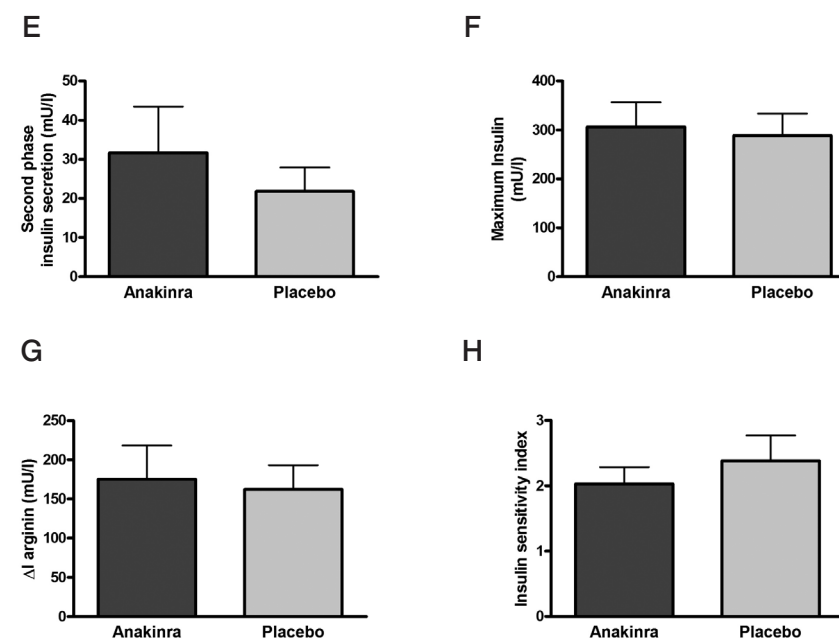 E
Second phase
insulin secretion (mU/l)
50
40
30
20
10
0
Anakinra Placebo
F
Maximum Insulin
(mU/l)
400
300
200
100
0
Anakinra Placebo
G
ΔI arginin (mU/l)
250
200
150
100
50
0
Anakinra Placebo
H
Insulin sensitivity index
3
2
1
0
Anakinra Placebo